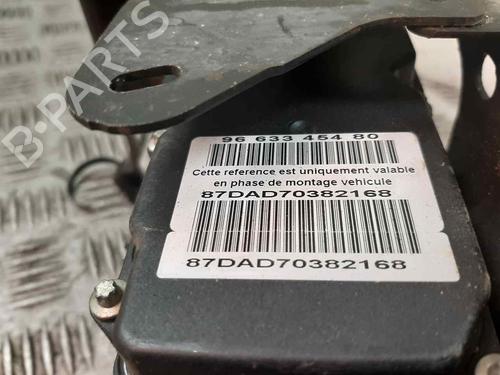 B-PARTS
96 633 454 80
Cette reference est uniquement valable
en phase de montage vehicule
87DAD70382168
87DAD70382168